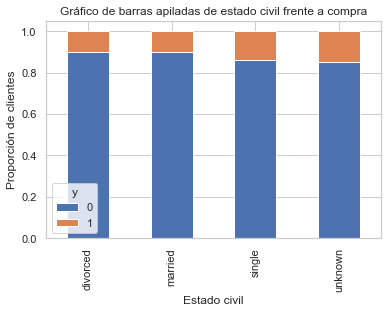 Gráfico de barras apiladas de estado civil frente a compra
Proporción de clientes
1.0
0.8
0.6
0.4
0.2
0.0
y
0
1
divorced
married
single
unknown
Estado civil